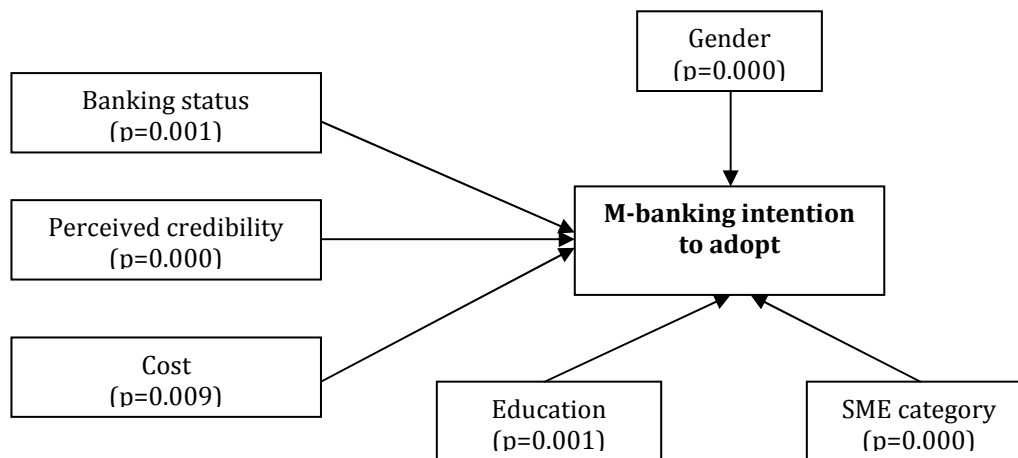 Gender
(p=0.000)
Banking status
(p=0.001)
M-banking intention
to adopt
Perceived credibility
(p=0.000)
Cost
(p=0.009)
Education
(p=0.001)
SME category
(p=0.000)